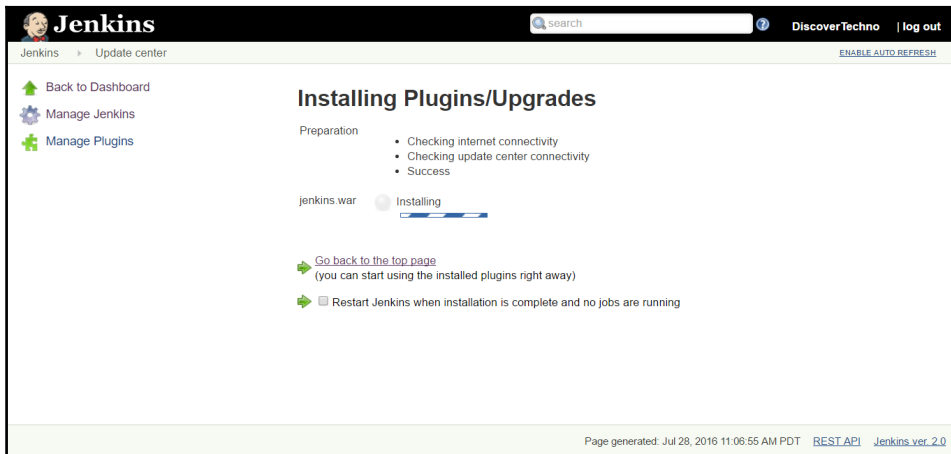 Jenkins
search
DiscoverTechno | log out
Jenkins Update center
ENABLE AUTO REFRESH
Back to Dashboard
Manage Jenkins
Manage Plugins
Installing Plugins/Upgrades
Preparation
Checking internet connectivity
Checking update center connectivity
Success
jenkins.war Installing
Go back to the top page
(you can start using the installed plugins right away)
Restart Jenkins when installation is complete and no jobs are running
Page generated: Jul 28, 2016 11:06:55 AM PDT REST API Jenkins ver. 2.0